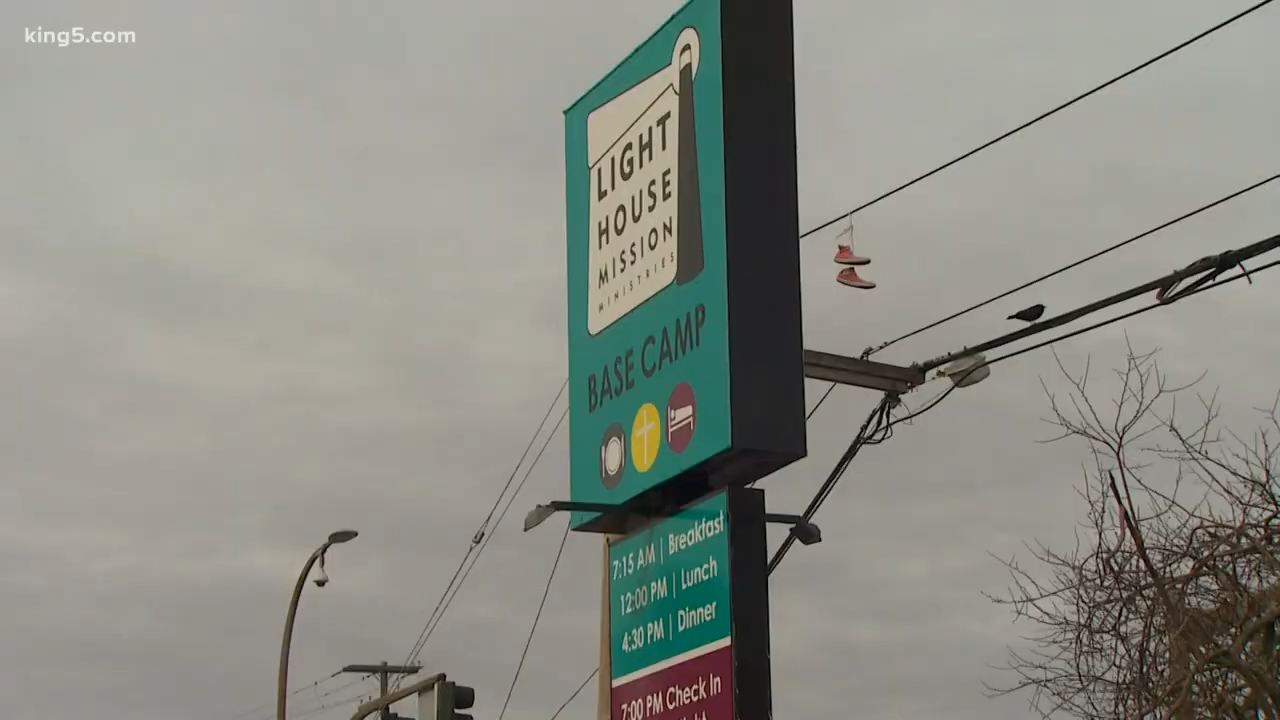 king5.com
LIGHT
HOUSE
MISSION
MINISTRIES
BASE CAMP
7:15 AM | Breakfast
12:00 PM | Lunch
4:30 PM | Dinner
7:00 PM Check In